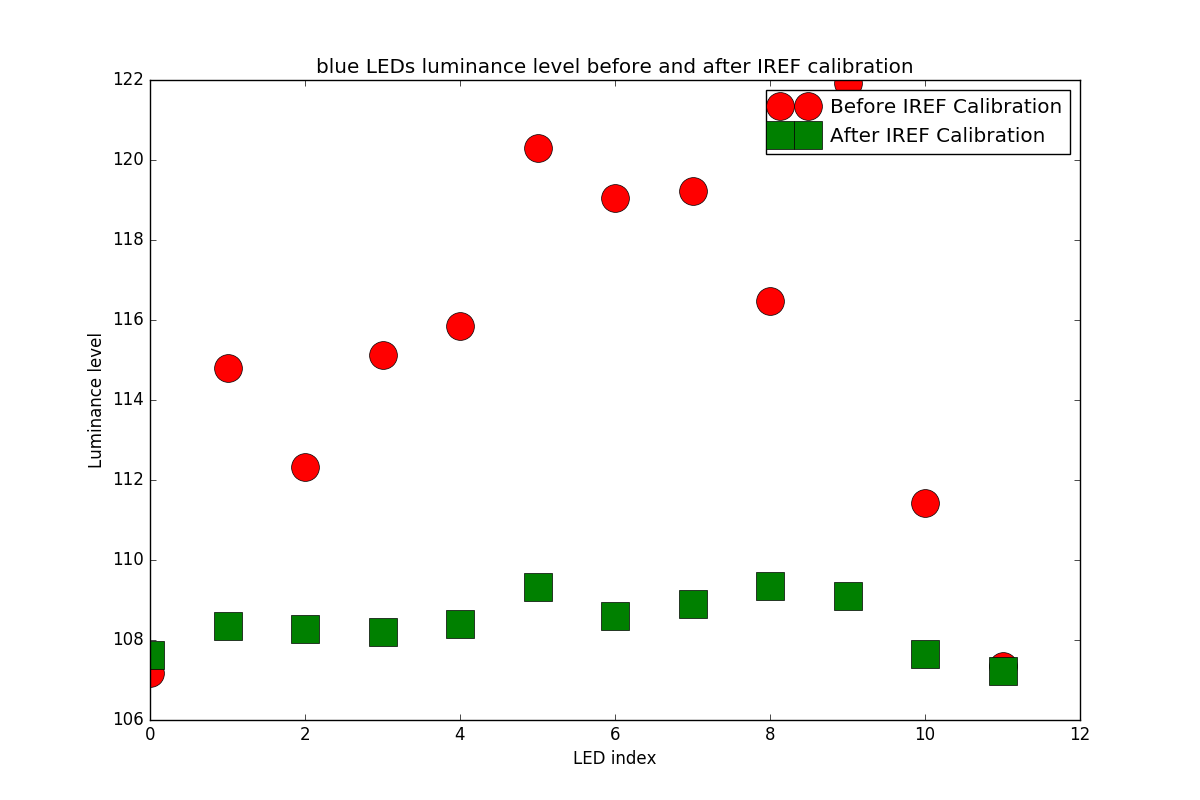 blue LEDs luminance level before and after IREF calibration
122
120
118
116
114
112
110
108
106
Luminance level
Before IREF Calibration
After IREF Calibration
0 2 4 6 8 10 12
LED index